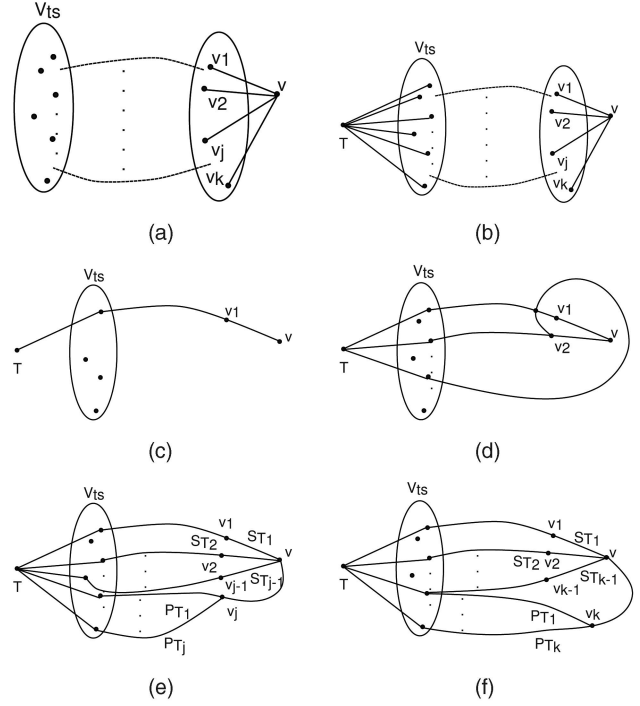 Vts
v1
v
v2
vj
vk
(a)
Vts
v1
v
v2
T
vj
vk
(b)
Vts
v1
v
T
(c)
Vts
v1
v
v2
T
(d)
Vts
v1
ST1
ST2
v
v2
T
vj-1
STj-1
PT1
vj
PTj
(e)
Vts
v1
ST1
v
ST2 v2
T
STk-1
vk-1
PT1
vk
PTk
(f)